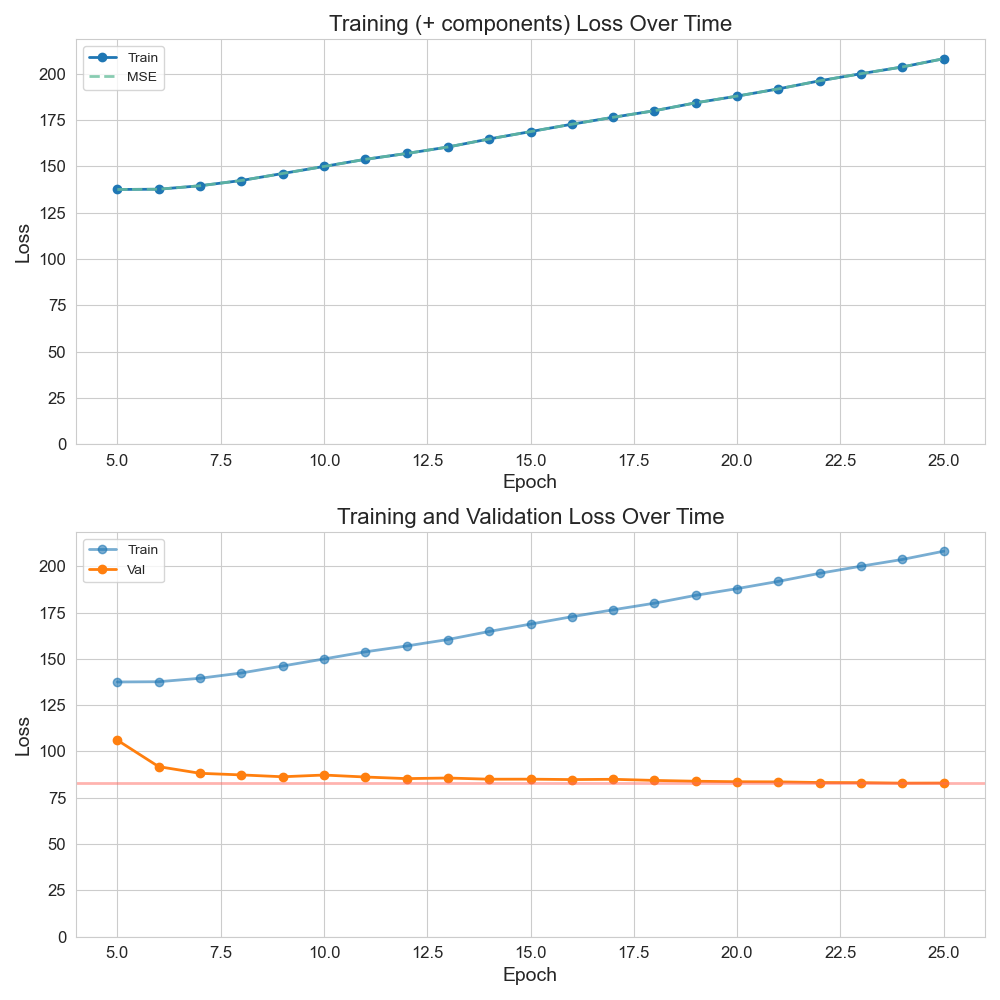 Training (+ components) Loss Over Time
Train
MSE
Loss
200
175
150
125
100
75
50
25
0
5.0 7.5 10.0 12.5 15.0 17.5 20.0 22.5 25.0
Epoch
Training and Validation Loss Over Time
Train
Val
Loss
200
175
150
125
100
75
50
25
0
5.0 7.5 10.0 12.5 15.0 17.5 20.0 22.5 25.0
Epoch